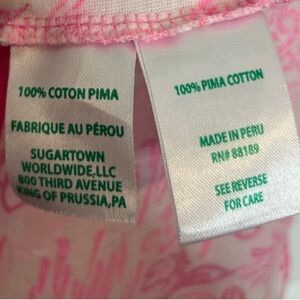 100% COTON PIMA
FABRIQUE AU PÉROU
SUGARTOWN
WORLDWIDE,LLC
800 THIRD AVENUE
KING OF PRUSSIA,PA
100% PIMA COTTON
MADE IN PERU
RN# 88189
SEE REVERSE
FOR CARE